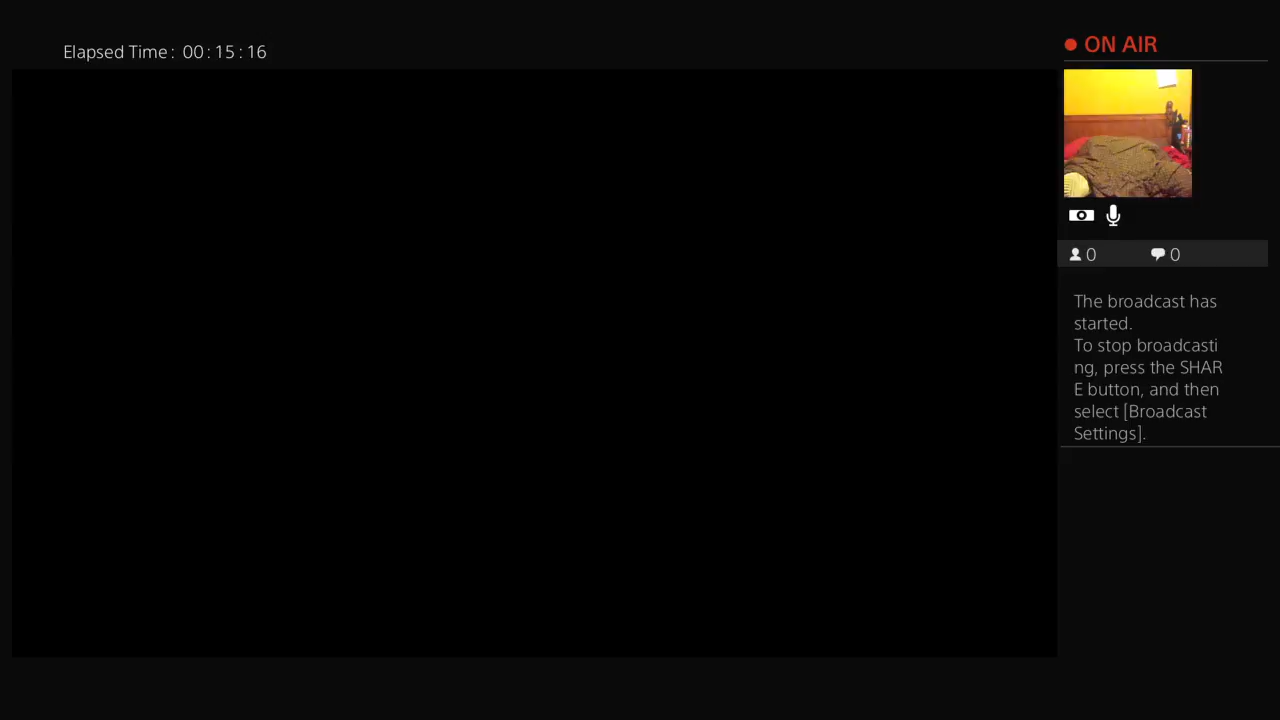 Elapsed Time: 00:15:16
ON AIR
0 0
The broadcast has
started.
To stop broadcasti
ng, press the SHAR
E button, and then
select [Broadcast
Settings].